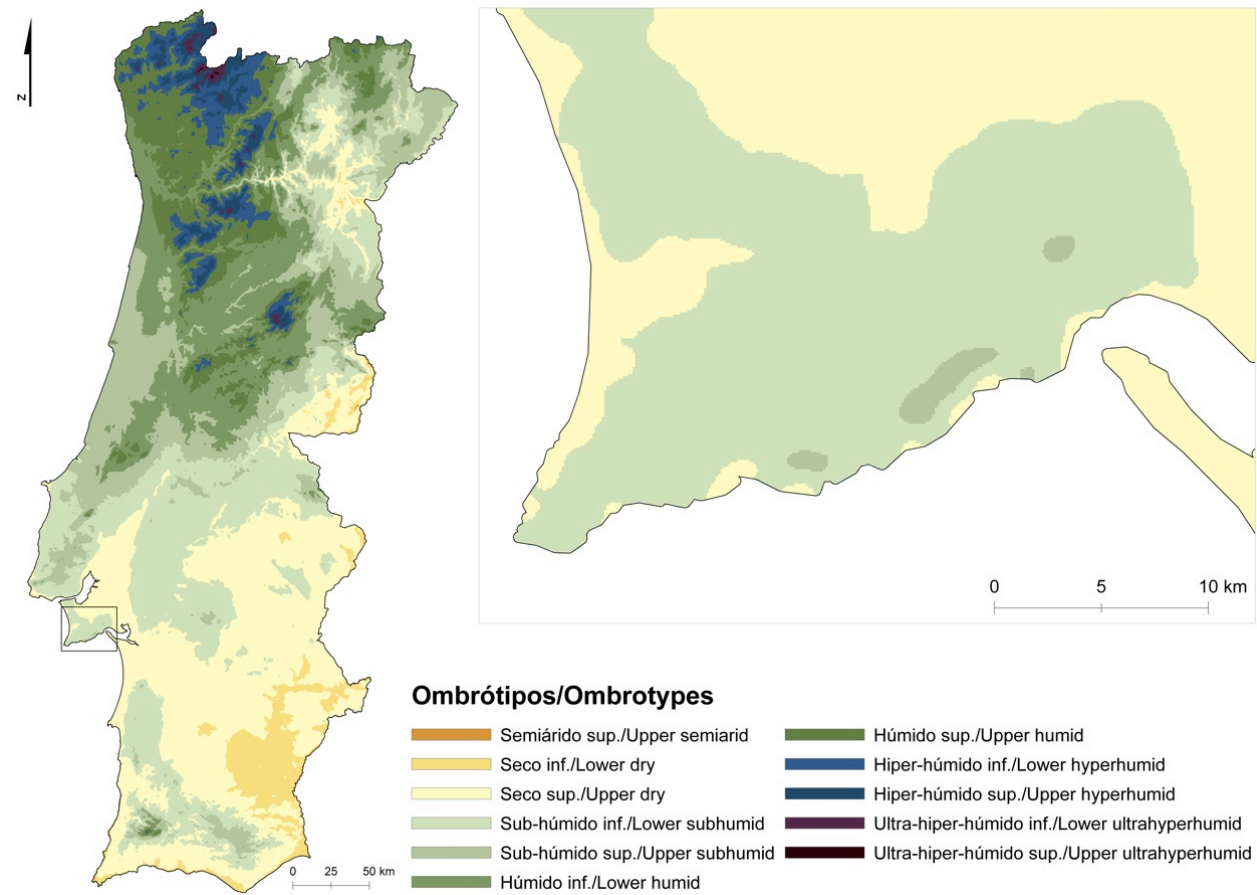 N
0 5 10 km
Ombrótipos/Ombrotypes
Semiárido sup./Upper semiarid
Seco inf./Lower dry
Seco sup./Upper dry
Sub-húmido inf./Lower subhumid
Sub-húmido sup./Upper subhumid
Húmido inf./Lower humid
Húmido sup./Upper humid
Hiper-húmido inf./Lower hyperhumid
Hiper-húmido sup./Upper hyperhumid
Ultra-hiper-húmido inf./Lower ultrahyperhumid
Ultra-hiper-húmido sup./Upper ultrahyperhumid
0 25 50 km